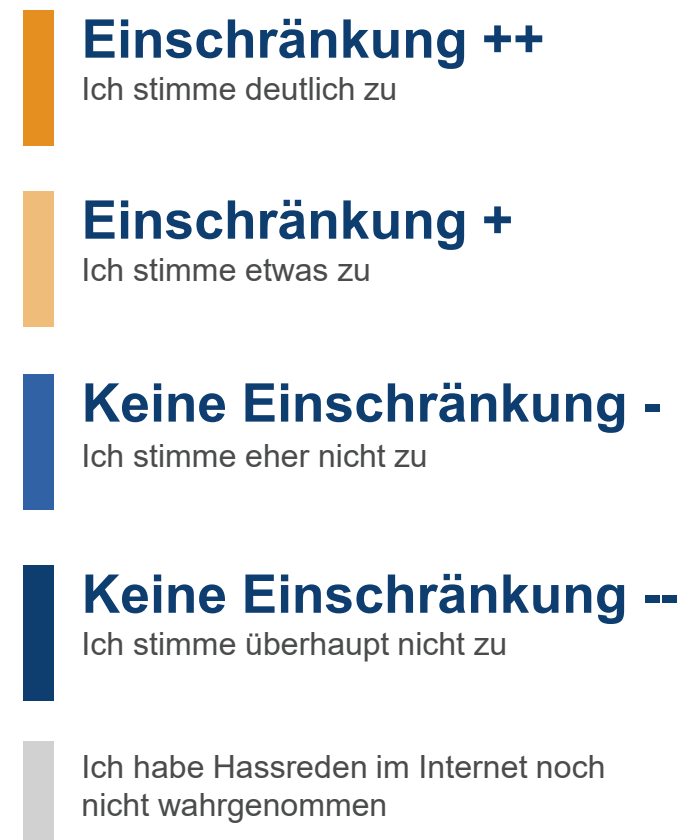 Einschränkung ++
Ich stimme deutlich zu
Einschränkung +
Ich stimme etwas zu
Keine Einschränkung -
Ich stimme eher nicht zu
Keine Einschränkung --
Ich stimme überhaupt nicht zu
Ich habe Hassreden im Internet noch
nicht wahrgenommen